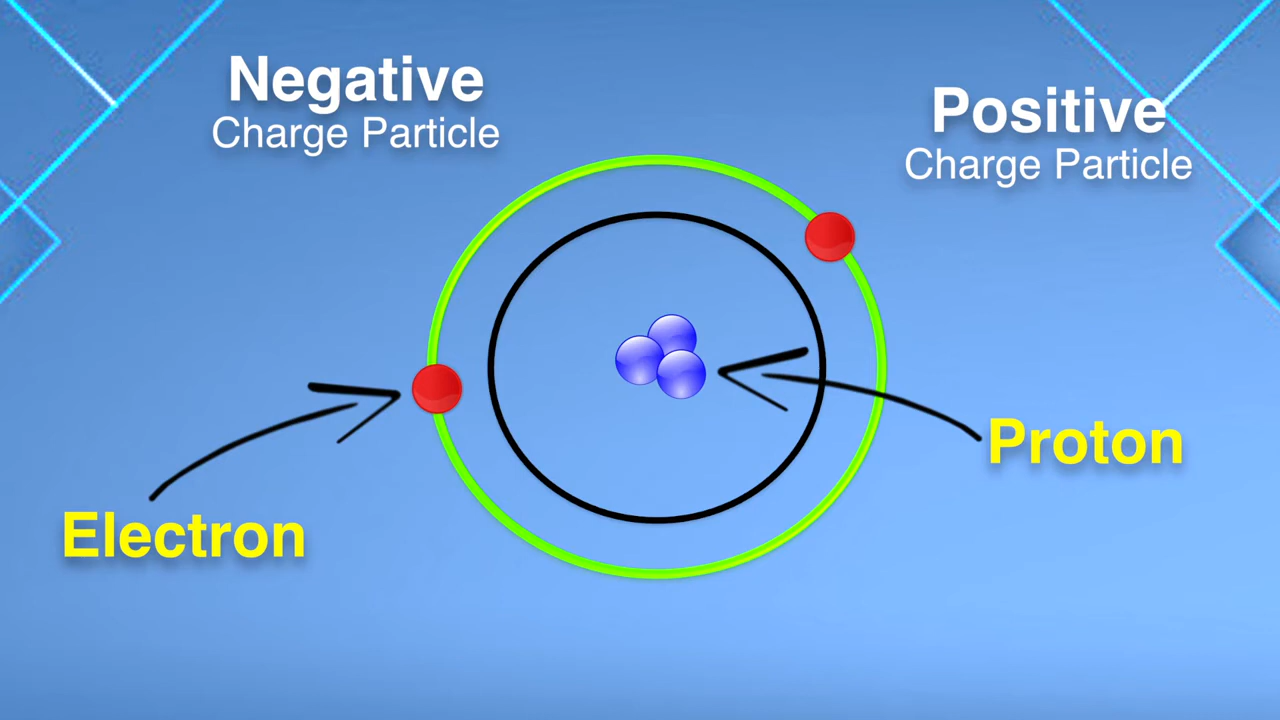 Negative
Charge Particle
Positive
Charge Particle
Proton
Electron